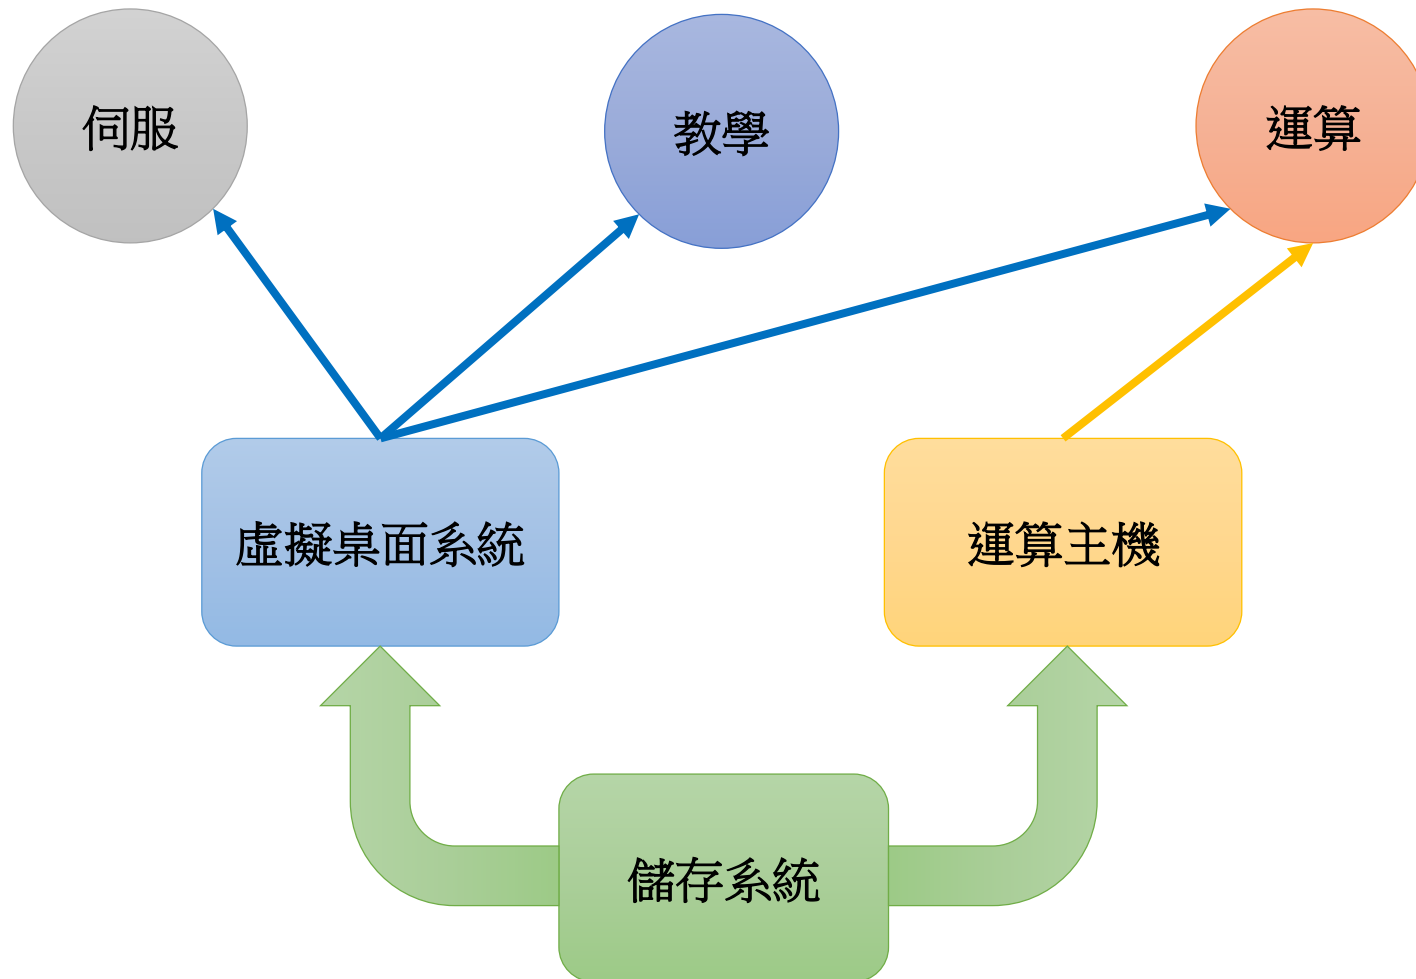 伺服
教學
運算
虛擬桌面系統
運算主機
儲存系統